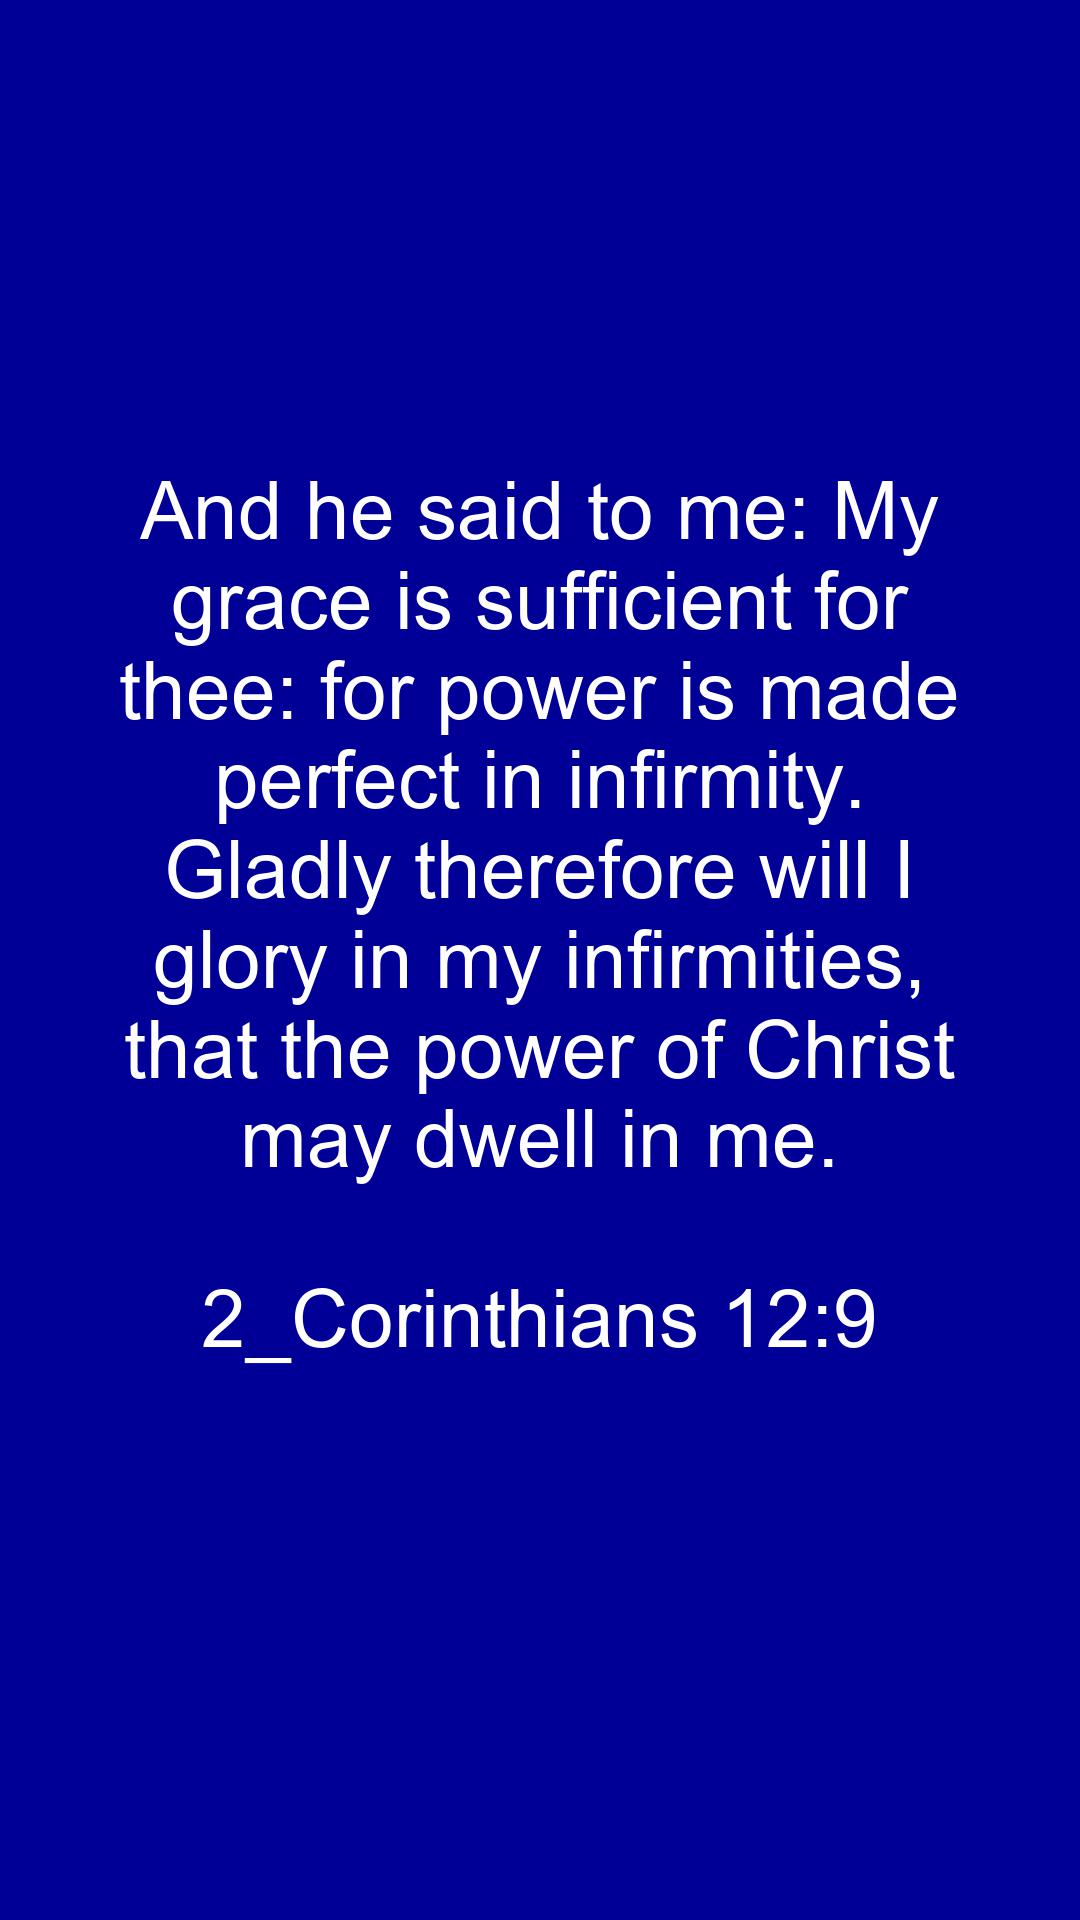 And he said to me: My
grace is sufficient for
thee: for power is made
perfect in infirmity.
Gladly therefore will I
glory in my infirmities,
that the power of Christ
may dwell in me.
2_Corinthians 12:9